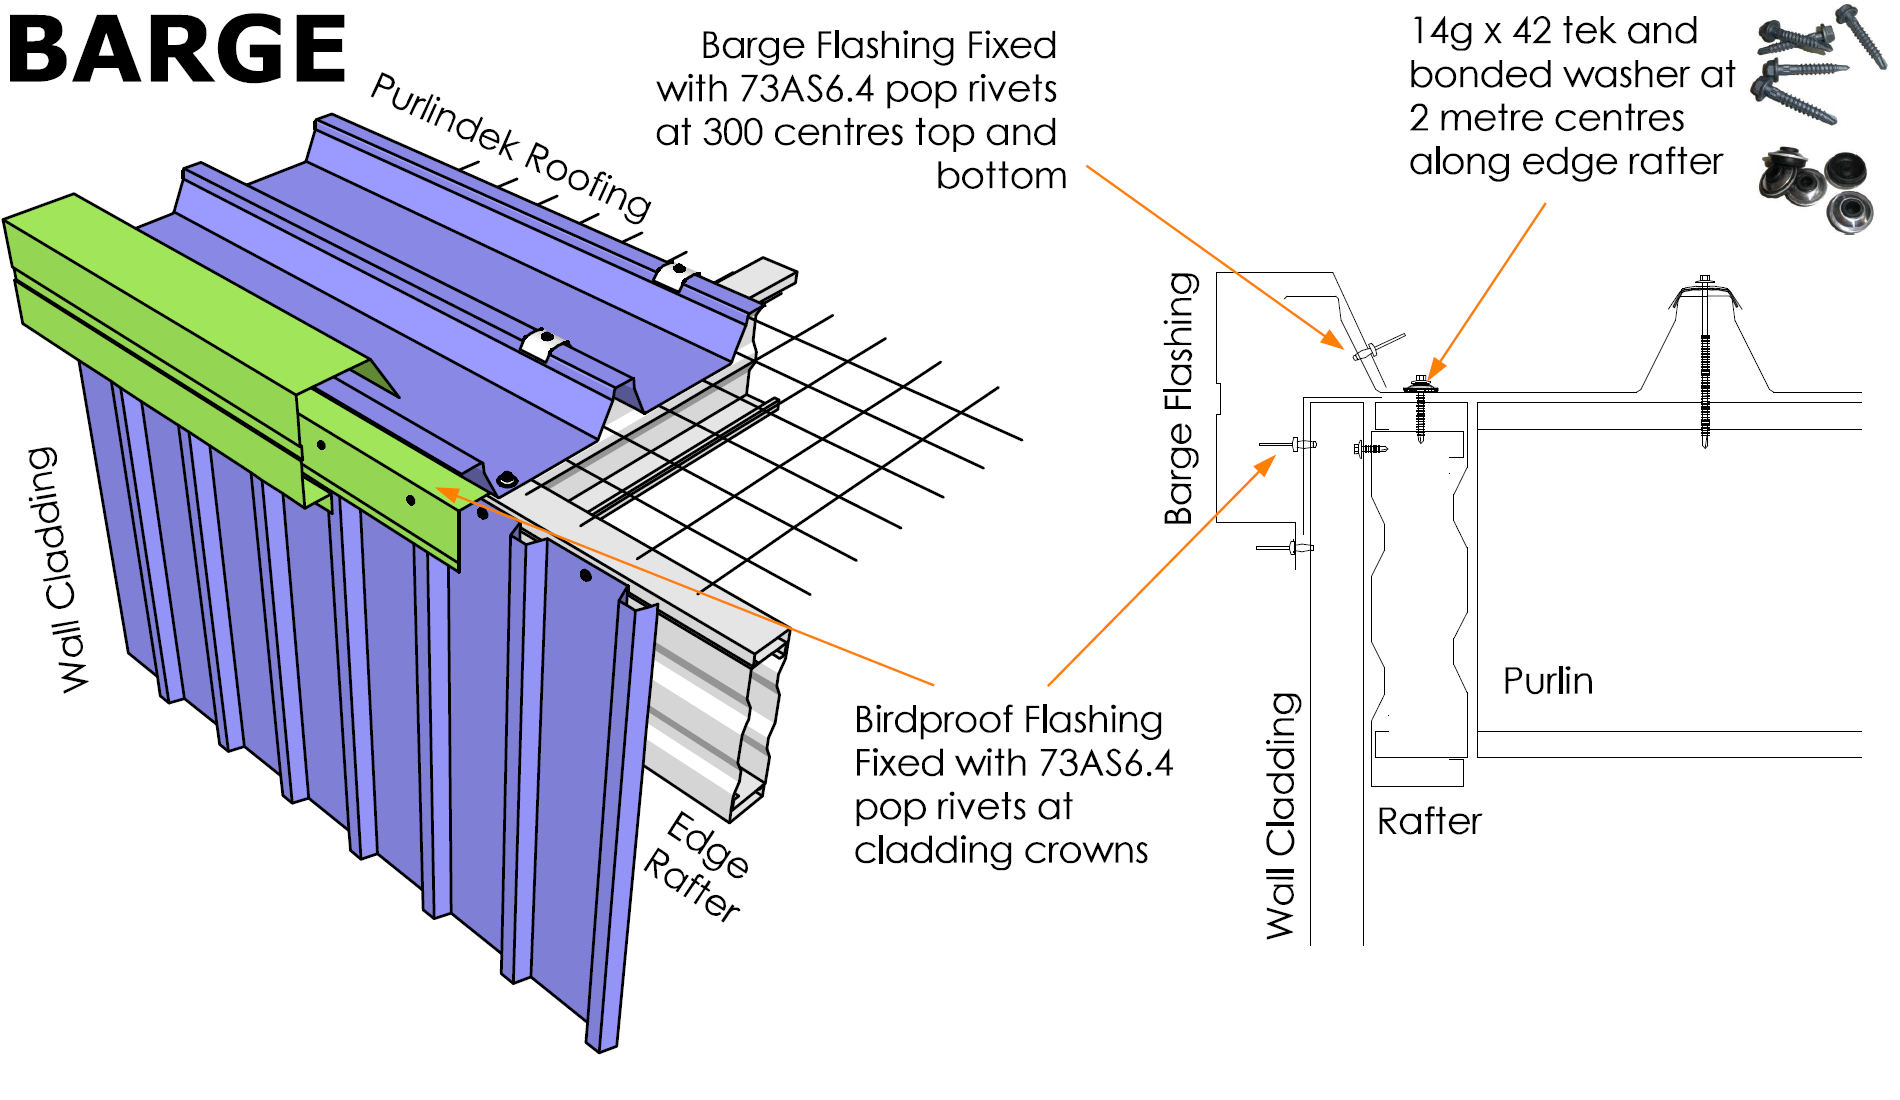 BARGE
Purlindek Roofing
Barge Flashing Fixed
with 73AS6.4 pop rivets
at 300 centres top and
bottom
14g x 42 tek and
bonded washer at
2 metre centres
along edge rafter
Barge Flashing
Wall Cladding
Birdproof Flashing
Fixed with 73AS6.4
pop rivets at
cladding crowns
Edge
Rafter
Wall Cladding
Purlin
Rafter